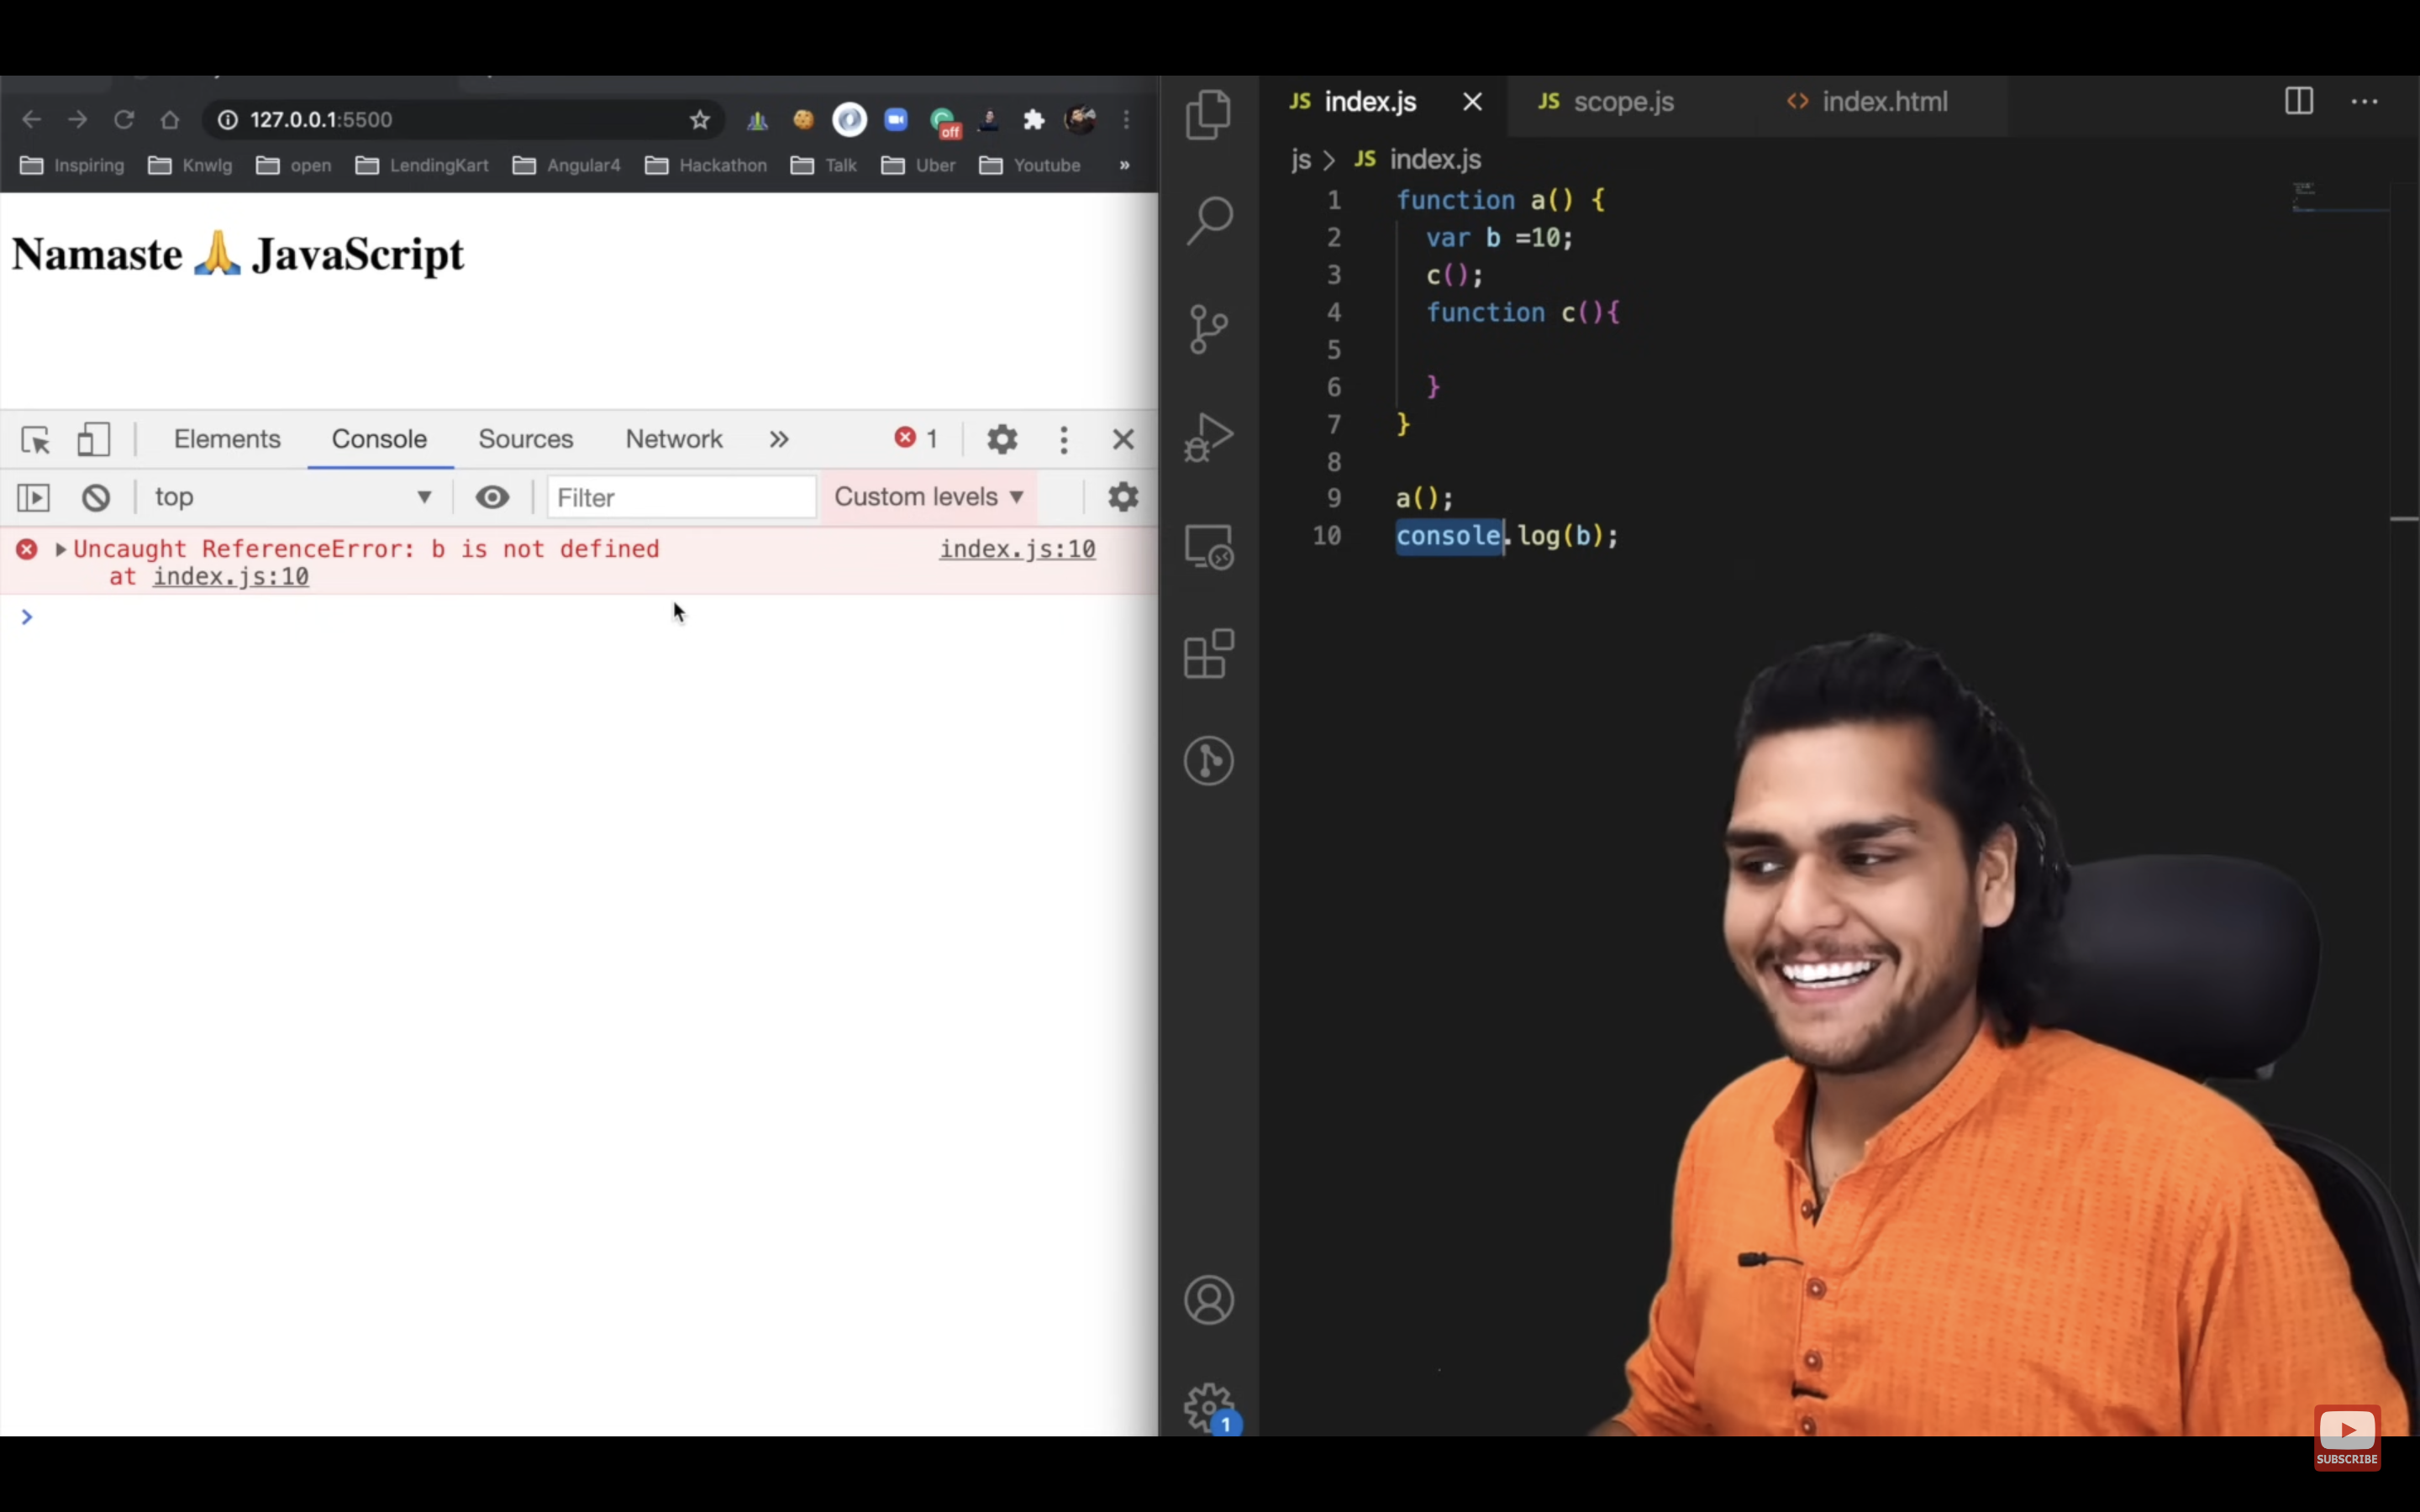 127.0.0.1:5500
off
Inspiring Knwlg open LendingKart Angular4 Hackathon Talk Uber Youtube »
Namaste 🙏 JavaScript
Elements Console Sources Network » 1
top Filter Custom levels
Uncaught ReferenceError: b is not defined index.js:10
at index.js:10
>
JS index.js JS scope.js <> index.html
js > JS index.js
1 function a() {
2 var b =10;
3 c();
4 function c(){
5
6 }
7 }
8
9 a();
10 console.log(b);
1
SUBSCRIBE